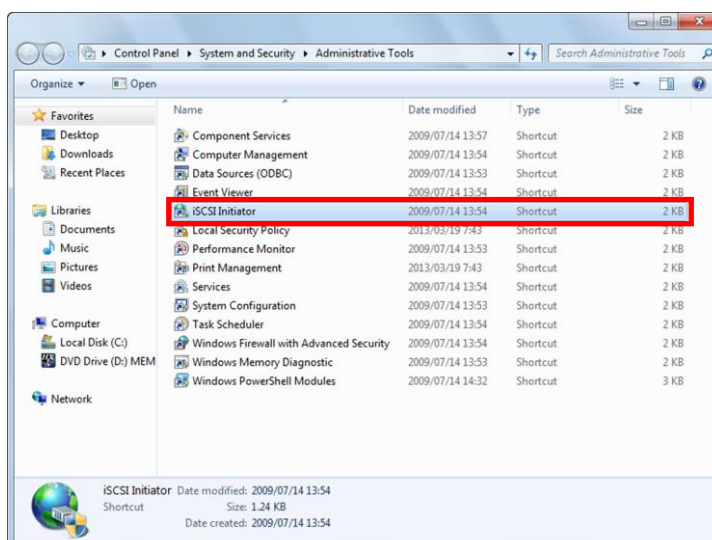 Control Panel ▸ System and Security ▸ Administrative Tools Search Administrative Tools
Organize Open
Favorites
Desktop
Downloads
Recent Places
Libraries
Documents
Music
Pictures
Videos
Computer
Local Disk (C:)
DVD Drive (D:) MEM
Network
Name Date modified Type Size
Component Services 2009/07/14 13:57 Shortcut 2 KB
Computer Management 2009/07/14 13:54 Shortcut 2 KB
Data Sources (ODBC) 2009/07/14 13:53 Shortcut 2 KB
Event Viewer 2009/07/14 13:54 Shortcut 2 KB
iSCSI Initiator 2009/07/14 13:54 Shortcut 2 KB
Local Security Policy 2013/03/19 7:43 Shortcut 2 KB
Performance Monitor 2009/07/14 13:53 Shortcut 2 KB
Print Management 2013/03/19 7:43 Shortcut 2 KB
Services 2009/07/14 13:54 Shortcut 2 KB
System Configuration 2009/07/14 13:53 Shortcut 2 KB
Task Scheduler 2009/07/14 13:54 Shortcut 2 KB
Windows Firewall with Advanced Security 2009/07/14 13:54 Shortcut 2 KB
Windows Memory Diagnostic 2009/07/14 13:53 Shortcut 2 KB
Windows PowerShell Modules 2009/07/14 14:32 Shortcut 3 KB
iSCSI Initiator Date modified: 2009/07/14 13:54
Shortcut Size: 1.24 KB
Date created: 2009/07/14 13:54